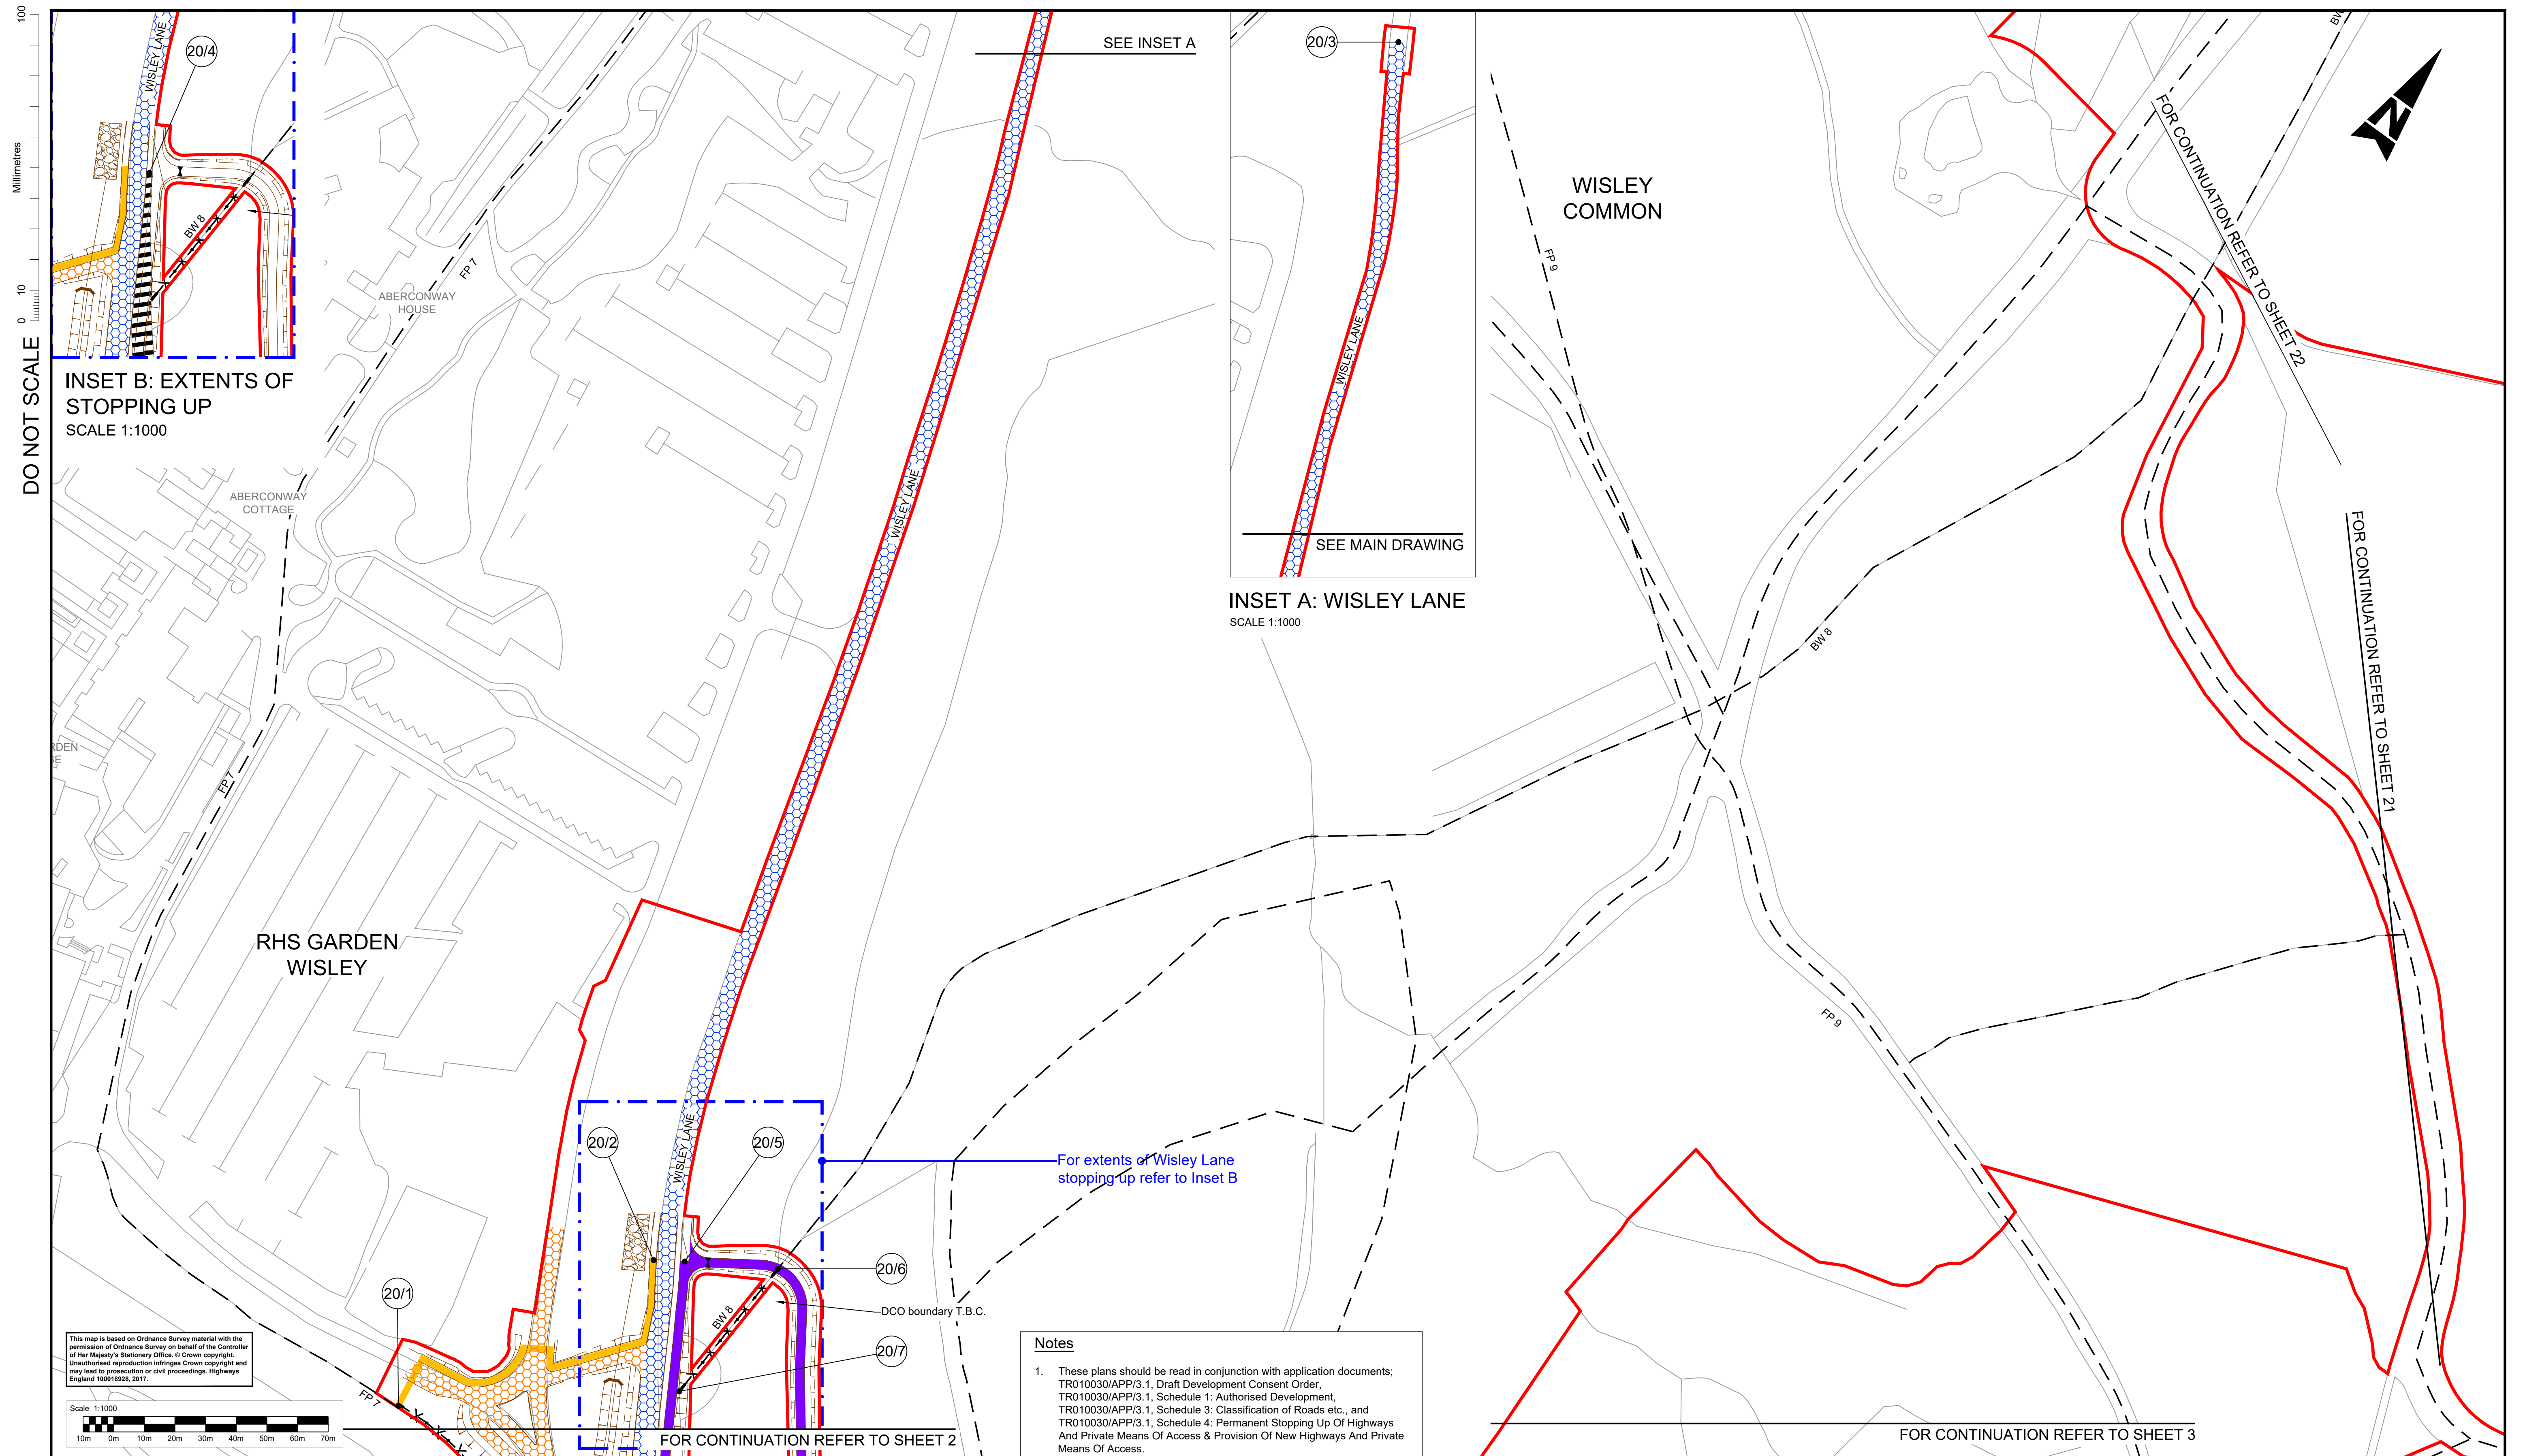 100
Millimetres
10
0
DO NOT SCALE
WISLEY LANE
20/4
BW 8
INSET B: EXTENTS OF
STOPPING UP
SCALE 1:1000
FP 7
ABERCONWAY
HOUSE
ABERCONWAY
COTTAGE
RDEN
SE
FP 7
RHS GARDEN
WISLEY
SEE INSET A
WISLEY LANE
20/3
WISLEY LANE
SEE MAIN DRAWING
INSET A: WISLEY LANE
SCALE 1:1000
WISLEY
COMMON
FP 9
BW
N
FOR CONTINUATION REFER TO SHEET 22
FOR CONTINUATION REFER TO SHEET 21
BW 8
FP 9
20/2
WISLEY LANE
20/5
For extents of Wisley Lane
stopping up refer to Inset B
20/6
DCO boundary T.B.C.
BW 8
20/7
20/1
FP 7
This map is based on Ordnance Survey material with the
permission of Ordnance Survey on behalf of the Controller
of Her Majesty's Stationery Office. © Crown copyright.
Unauthorised reproduction infringes Crown copyright and
may lead to prosecution or civil proceedings. Highways
England 100018928, 2017.
Scale 1:1000
10m 0m 10m 20m 30m 40m 50m 60m 70m
FOR CONTINUATION REFER TO SHEET 2
Notes
1. These plans should be read in conjunction with application documents;
TR010030/APP/3.1, Draft Development Consent Order,
TR010030/APP/3.1, Schedule 1: Authorised Development,
TR010030/APP/3.1, Schedule 3: Classification of Roads etc., and
TR010030/APP/3.1, Schedule 4: Permanent Stopping Up Of Highways
And Private Means Of Access & Provision Of New Highways And Private
Means Of Access.
FOR CONTINUATION REFER TO SHEET 3